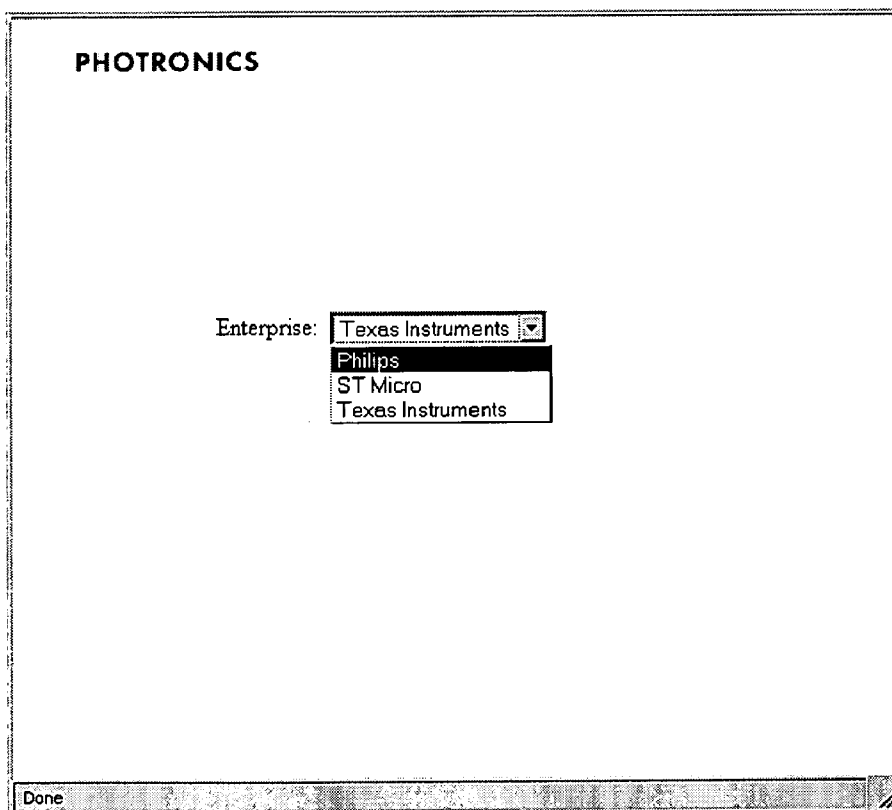 PHOTRONICS
Enterprise: Texas Instruments
Philips
ST Micro
Texas Instruments
Done